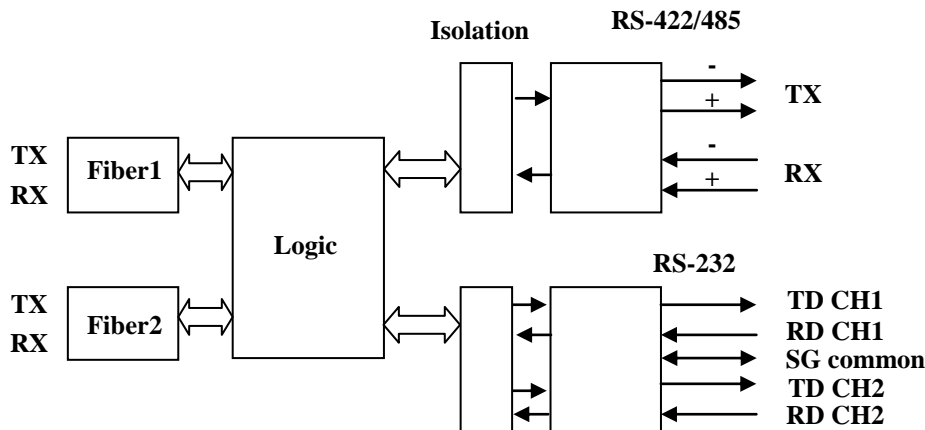 RS-422/485
Isolation
-
TX
+
TX
Fiber1
RX
-
RX
+
Logic
RS-232
TX
Fiber2
RX
TD CH1
RD CH1
SG common
TD CH2
RD CH2